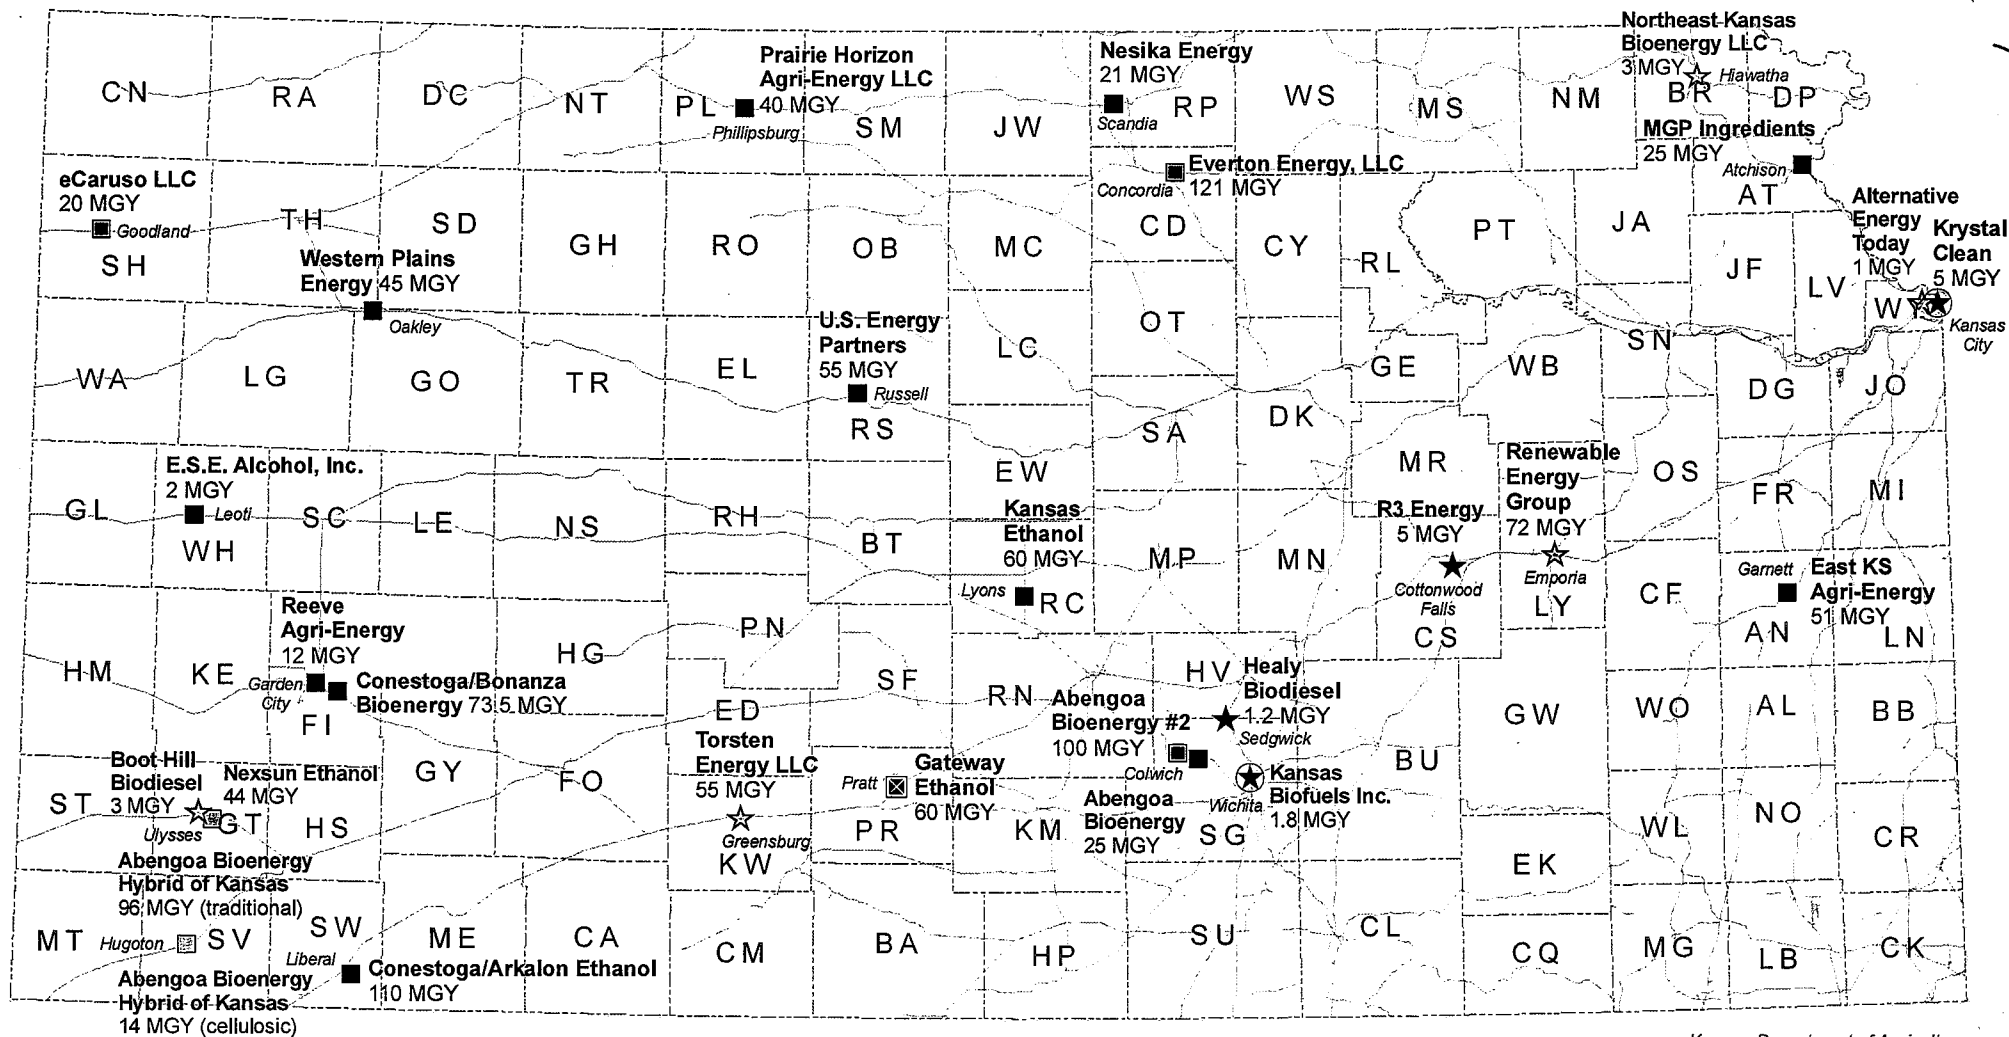 Northeast Kansas
Bioenergy LLC
3 MGY
Hiawatha
Prairie Horizon
Agri-Energy LLC
40 MGY
Phillipsburg
Nesika Energy
21 MGY
Scandia
CN
RA
DC
NT
PL
SM
JW
RP
WS
MS
NM
BR
DP
MGP Ingredients
25 MGY
Atchison
AT
eCaruso LLC
20 MGY
Goodland
SH
TH
SD
Western Plains
Energy 45 MGY
Oakley
GH
RO
OB
MC
Everton Energy, LLC
121 MGY
Concordia
CD
CY
RL
PT
JA
JF
LV
Alternative
Energy
Today
1 MGY
Krystal
Clean
5 MGY
WY
Kansas
City
U.S. Energy
Partners
55 MGY
Russell
RS
WA
LG
GO
TR
EL
LC
OT
SA
DK
GE
WB
SN
DG
JO
E.S.E. Alcohol, Inc.
2 MGY
Leoti
GL
WH
SC
LE
NS
RH
BT
EW
Kansas
Ethanol
60 MGY
Lyons
RC
MP
MN
MR
R3 Energy
5 MGY
Cottonwood
Falls
CS
Renewable
Energy
Group
72 MGY
Emporia
LY
OS
FR
MI
CF
Garnett
East KS
Agri-Energy
51 MGY
AN
LN
Reeve
Agri-Energy
12 MGY
Garden
City
Conestoga/Bonanza
Bioenergy 73.5 MGY
HM
KE
FI
HG
PN
ED
SF
RN
HV
Healy
Biodiesel
1.2 MGY
Sedgwick
Abengoa
Bioenergy #2
100 MGY
Colwich
Abengoa
Bioenergy
25 MGY
Wichita
Kansas
Biofuels Inc.
1.8 MGY
SG
BU
GW
WO
AL
BB
Boot Hill
Biodiesel
3 MGY
Ulysses
Nexsun Ethanol
44 MGY
ST
GT
HS
GY
FO
Torsten
Energy LLC
55 MGY
Greensburg
KW
Pratt
Gateway
Ethanol
60 MGY
PR
KM
EK
WL
NO
CR
Abengoa Bioenergy
Hybrid of Kansas
96 MGY (traditional)
Hugoton
Abengoa Bioenergy
Hybrid of Kansas
14 MGY (cellulosic)
MT
SV
SW
Liberal
Conestoga/Arkalon Ethanol
110 MGY
ME
CA
CM
BA
HP
SU
CL
CQ
MG
LB
CK